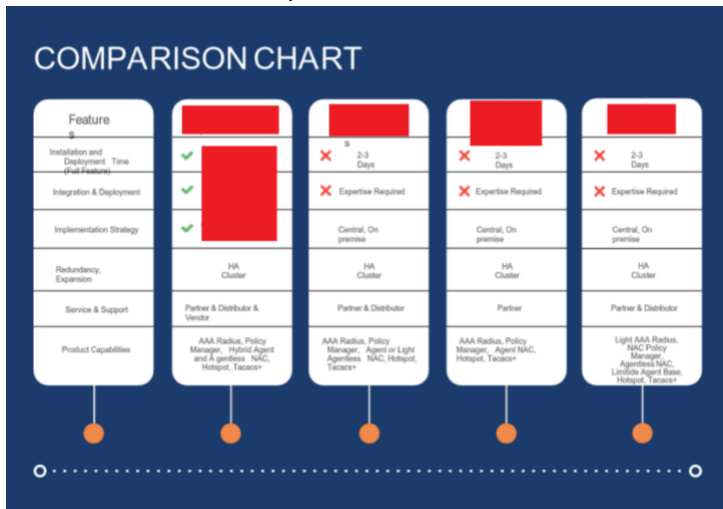 COMPARISON CHART
Feature
s
s
Installation and
Deployment Time
(Full Feature)
2-3
Days
2-3
Days
2-3
Days
Integration & Deployment
Expertise Required
Expertise Required
Expertise Required
Implementation Strategy
Central, On
premise
Central, On
premise
Central, On
premise
Redundancy,
Expansion
HA
Cluster
HA
Cluster
HA
Cluster
HA
Cluster
Service & Support
Partner & Distributor &
Vendor
Partner & Distributor
Partner
Partner & Distributor
Product Capabilities
AAA Radius, Policy
Manager, Hybrid Agent
and A gentless NAC,
Hotspot, Tacacs+
AAA Radius, Policy
Manager, Agent or Light
Agentless NAC, Hotspot,
Tacacs+
AAA Radius, Policy
Manager, Agent NAC,
Hotspot, Tacacs+
Light AAA Radius,
NAC Policy
Manager,
Agentless NAC,
Limitide Agent Base,
Hotspot, Tacacs+